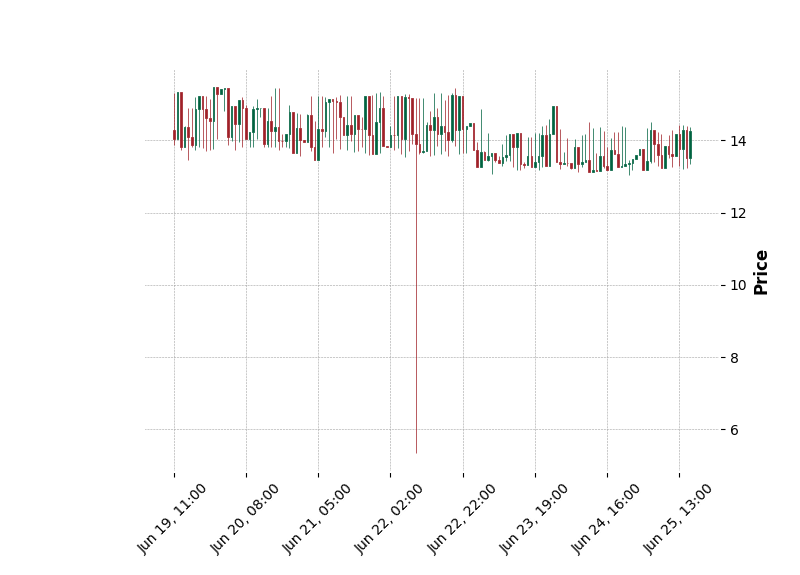 14
12
10
8
6
Price
Jun 19, 11:00
Jun 20, 08:00
Jun 21, 05:00
Jun 22, 02:00
Jun 22, 22:00
Jun 23, 19:00
Jun 24, 16:00
Jun 25, 13:00